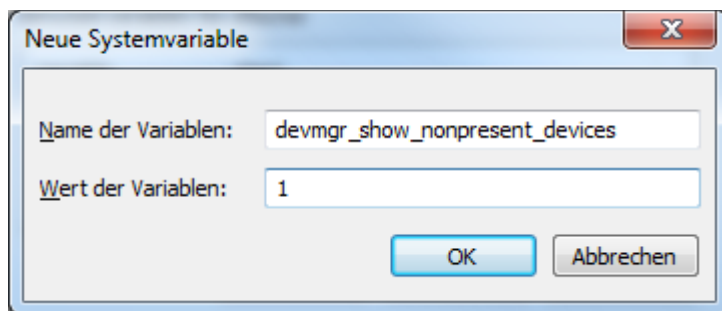 Neue Systemvariable
Name der Variablen: devmgr_show_nonpresent_devices
Wert der Variablen: 1
OK Abbrechen